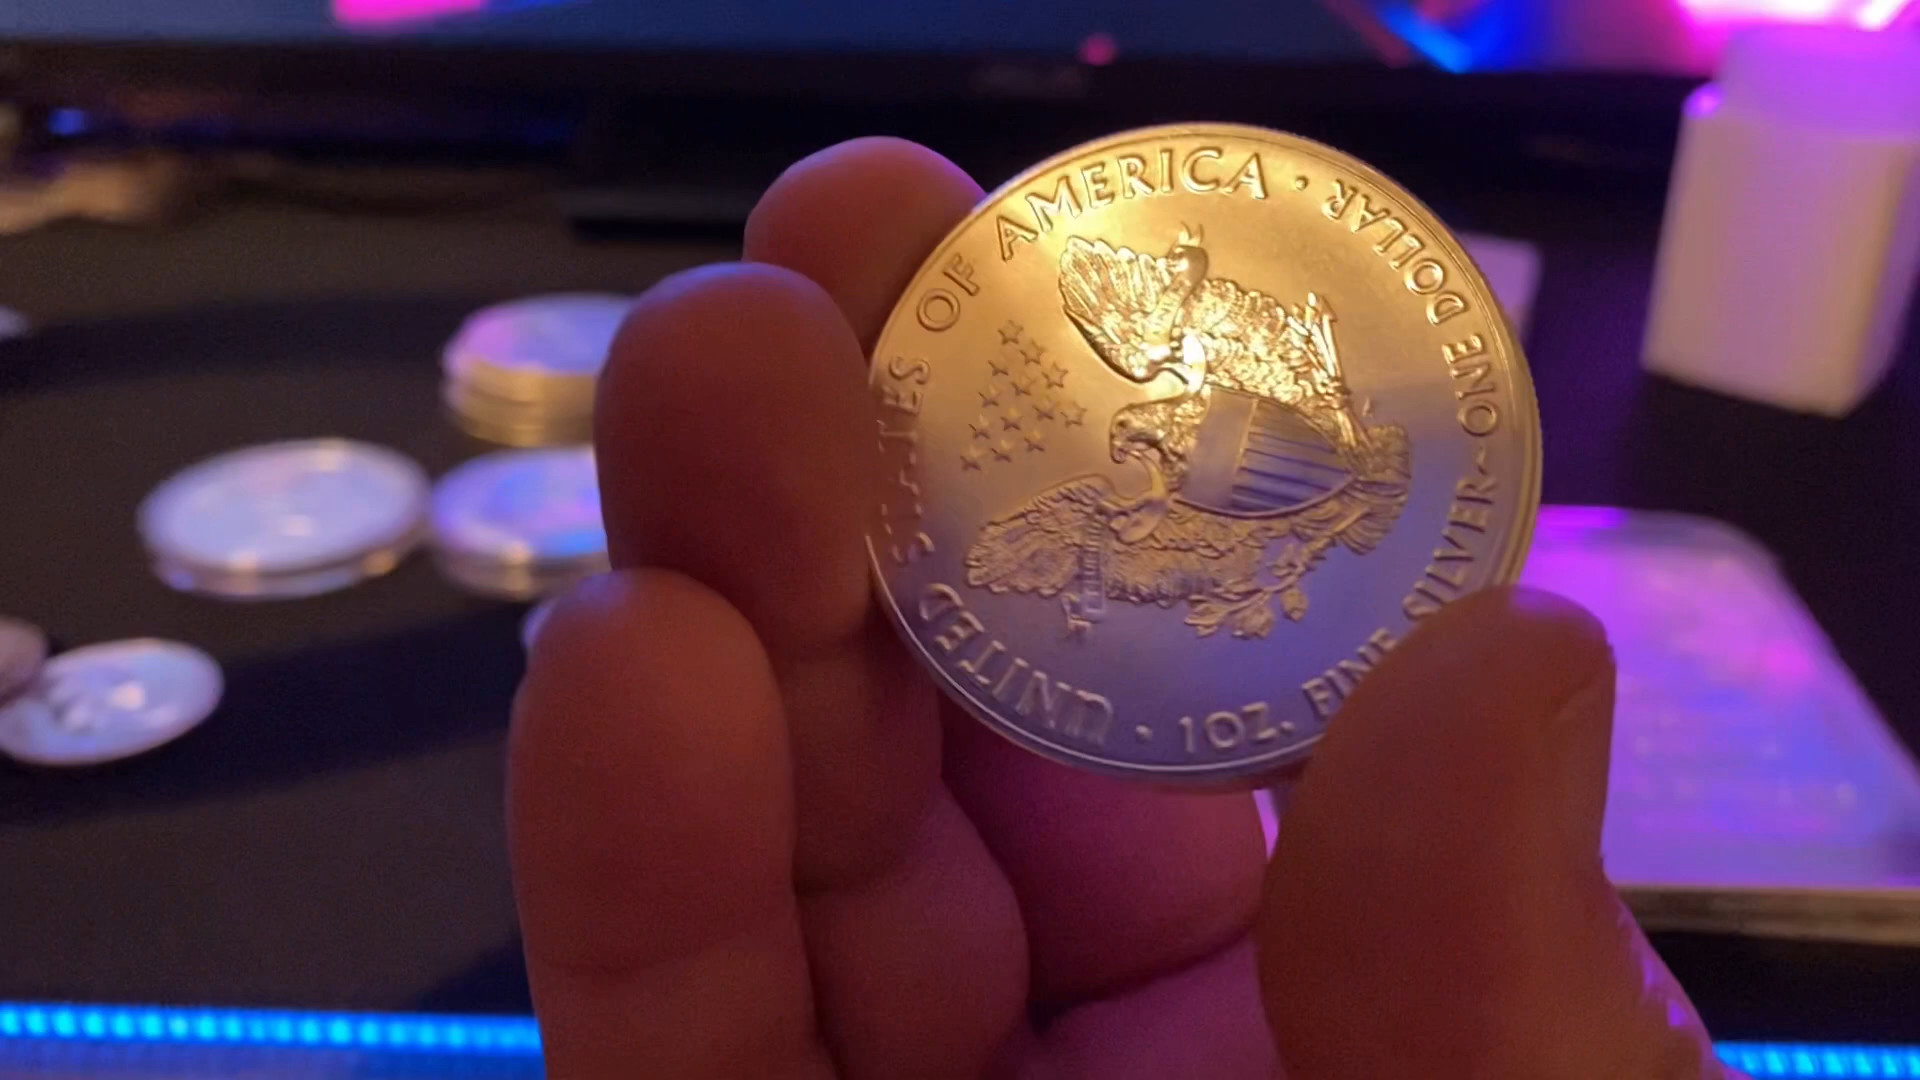 UNITED STATES OF AMERICA
1 OZ. FINE SILVER~ONE DOLLAR